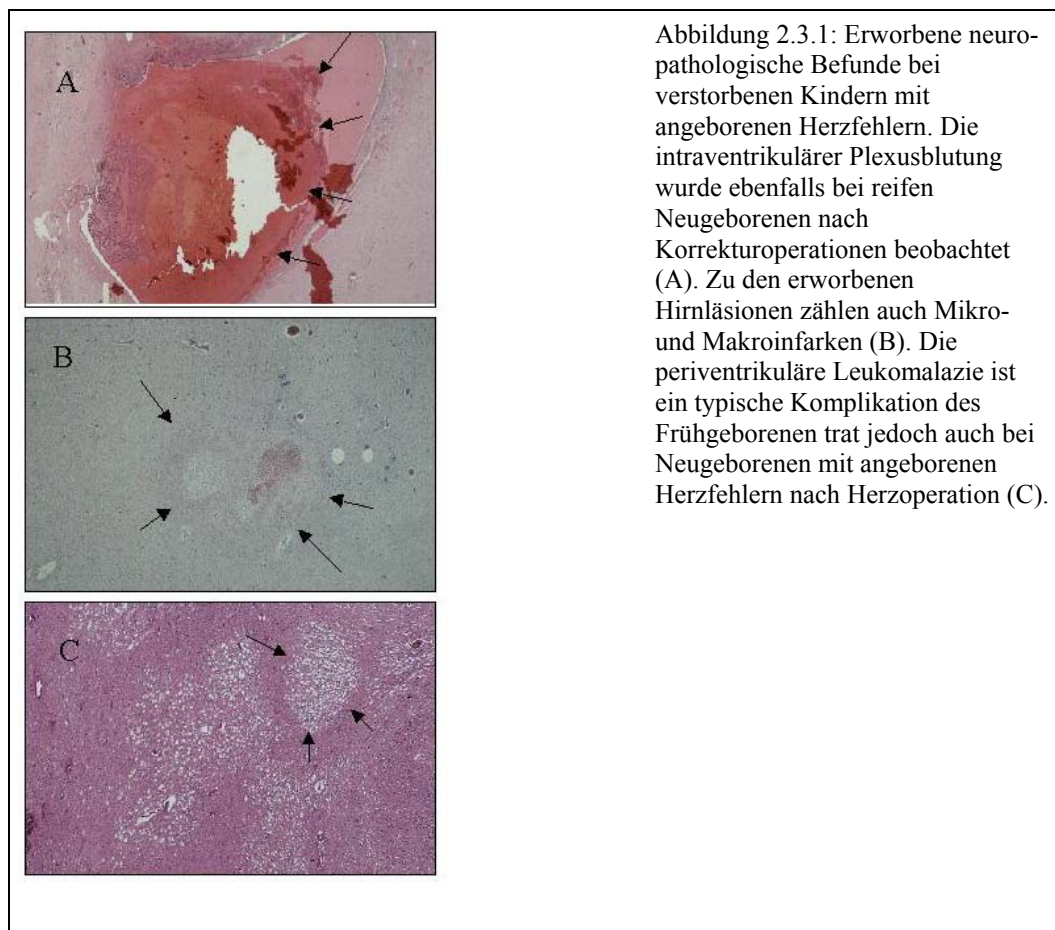 A
B
C
Abbildung 2.3.1: Erworbene neuro-
pathologische Befunde bei
verstorbenen Kindern mit
angeborenen Herzfehlern. Die
intraventrikulärer Plexusblutung
wurde ebenfalls bei reifen
Neugeborenen nach
Korrekturoperationen beobachtet
(A). Zu den erworbenen
Hirnläsionen zählen auch Mikro-
und Makroinfarken (B). Die
periventrikuläre Leukomalazie ist
ein typische Komplikation des
Frühgeborenen trat jedoch auch bei
Neugeborenen mit angeborenen
Herzfehlern nach Herzoperation (C).